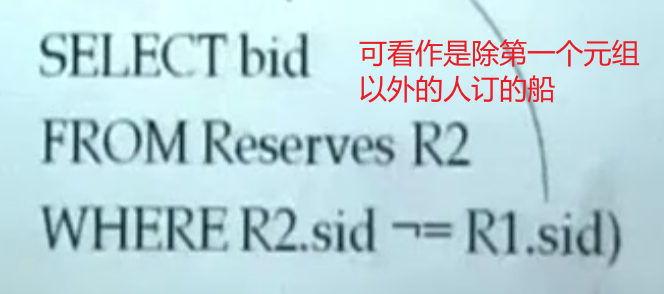 SELECT bid
可看作是除第一个元组
以外的人订的船
FROM Reserves R2
WHERE R2.sid ¬= R1.sid)